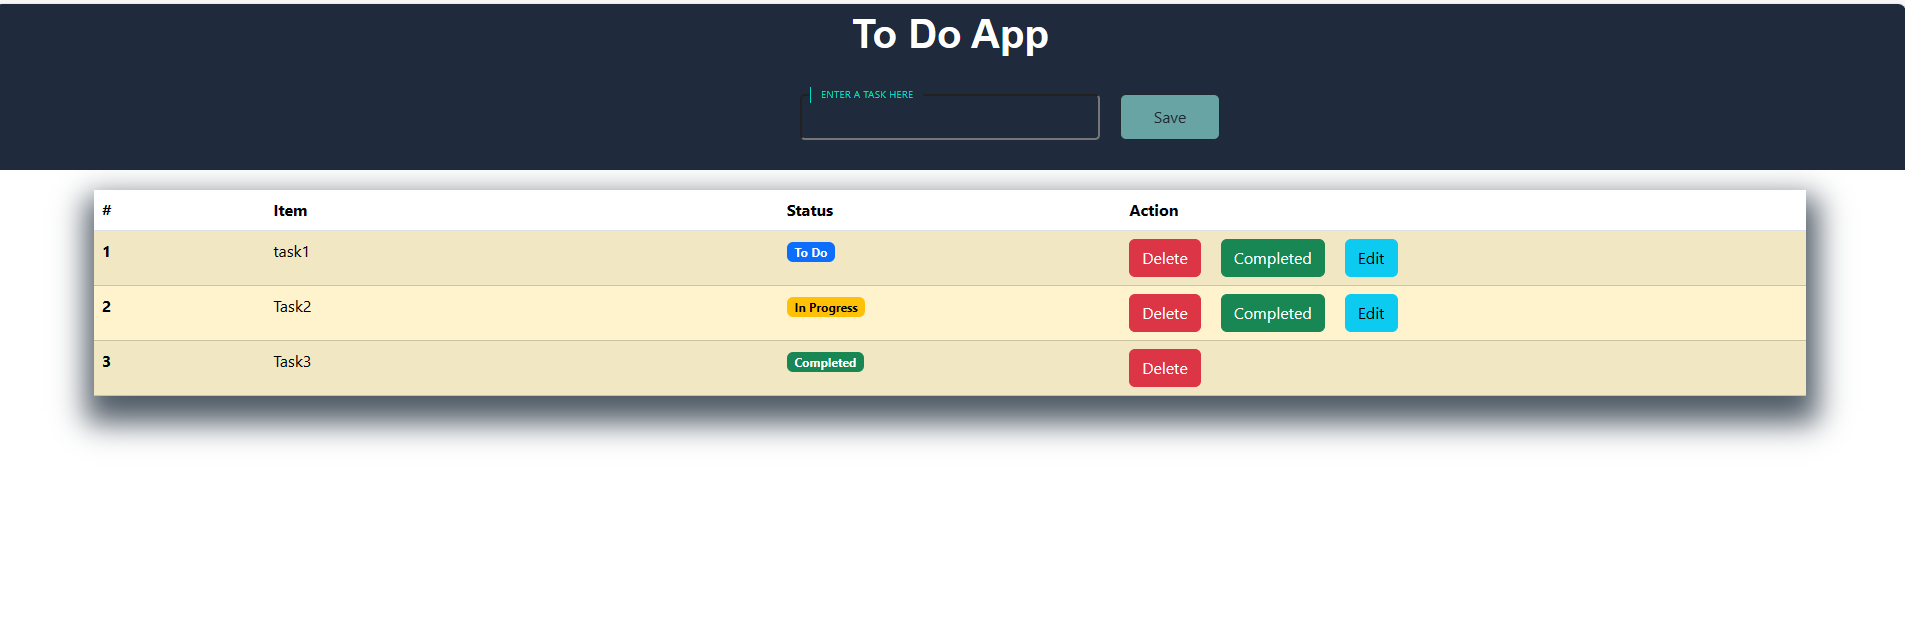 To Do App
ENTER A TASK HERE
Save
# Item Status Action
1 task1 To Do Delete Completed Edit
2 Task2 In Progress Delete Completed Edit
3 Task3 Completed Delete